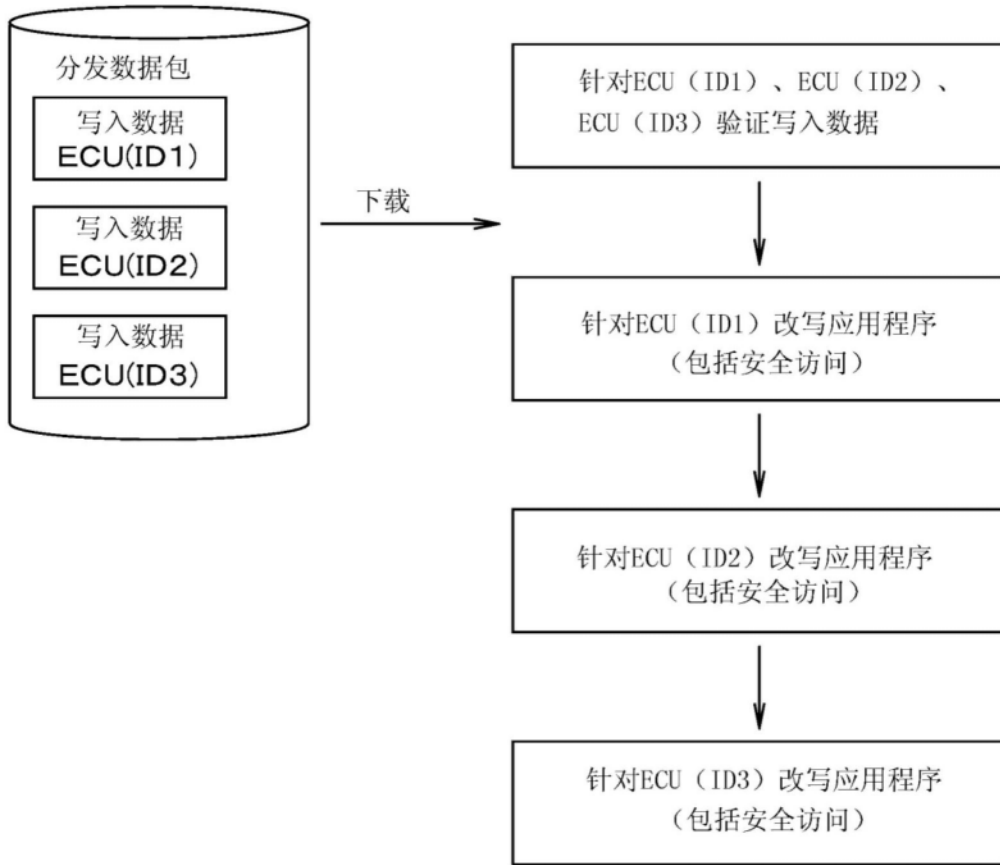 分发数据包
写入数据
ECU(ID1)
写入数据
ECU(ID2)
写入数据
ECU(ID3)
下载
针对ECU（ID1）、ECU（ID2）、
ECU（ID3）验证写入数据
针对ECU（ID1）改写应用程序
（包括安全访问）
针对ECU（ID2）改写应用程序
（包括安全访问）
针对ECU（ID3）改写应用程序
（包括安全访问）